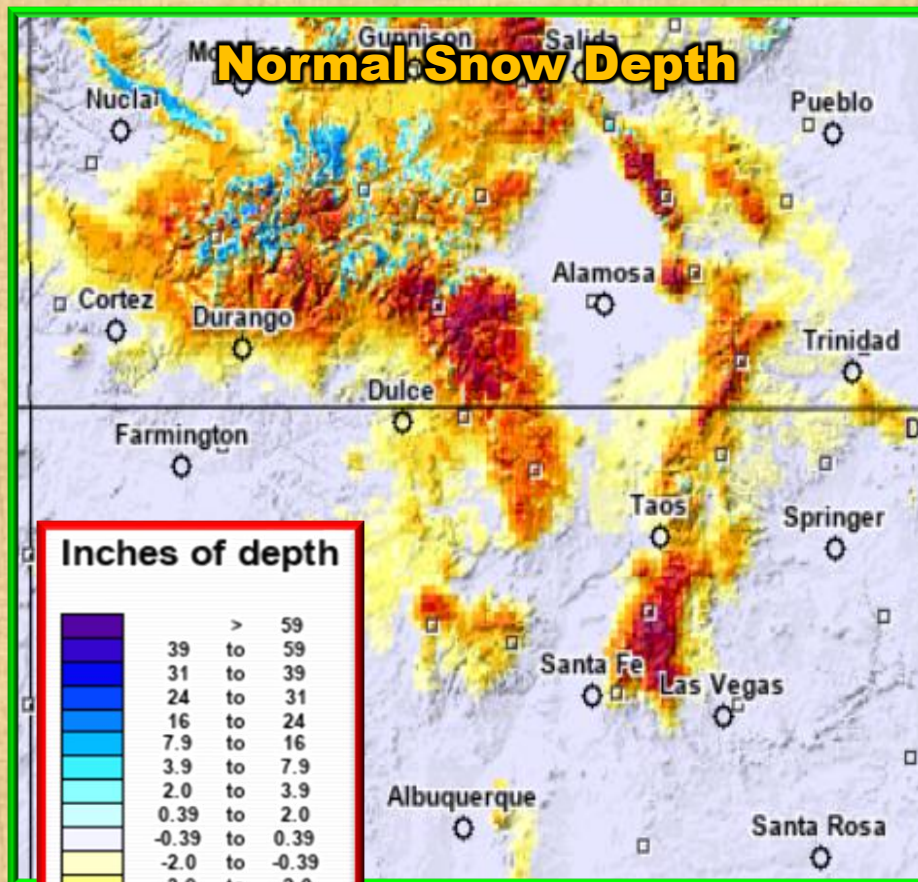 Normal Snow Depth
Gunnison
Salida
Nucla
Pueblo
Alamosa
Cortez
Durango
Trinidad
Dulce
Farmington
Taos
Springer
Santa Fe
Las Vegas
Albuquerque
Santa Rosa
D
Inches of depth
> 59
39 to 59
31 to 39
24 to 31
16 to 24
7.9 to 16
3.9 to 7.9
2.0 to 3.9
0.39 to 2.0
-0.39 to 0.39
-2.0 to -0.39